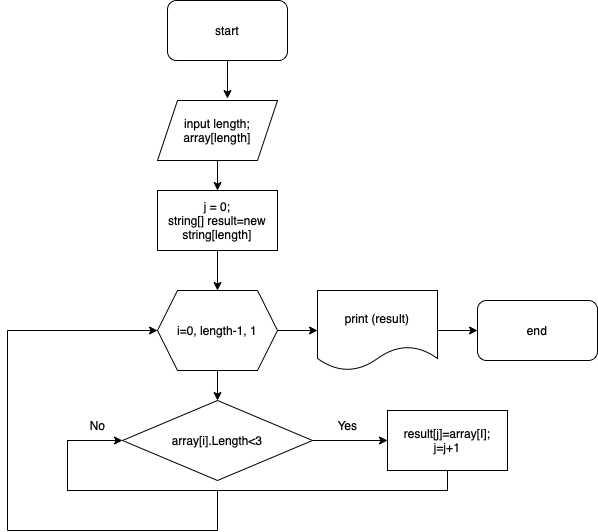 start
input length;
array[length]
j = 0;
string[] result=new
string[length]
i=0, length-1, 1
print (result)
end
No
array[i].Length<3
Yes
result[j]=array[I];
j=j+1